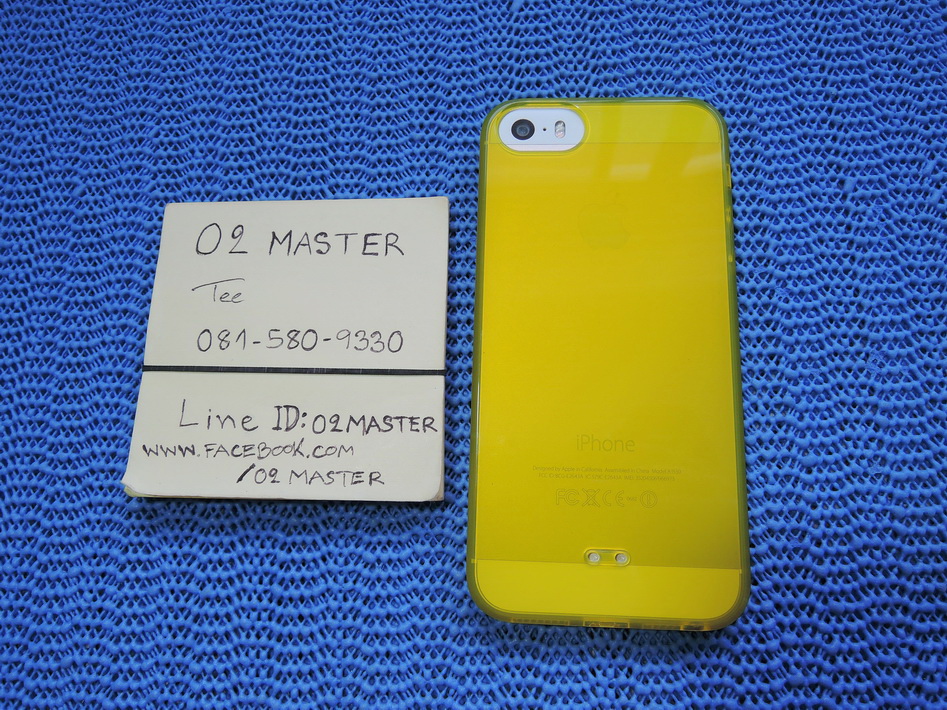 O2 MASTER
Tee
081-580-9330
Line ID: O2MASTER
WWW.FACEBOOK.COM
/O2 MASTER
iPhone